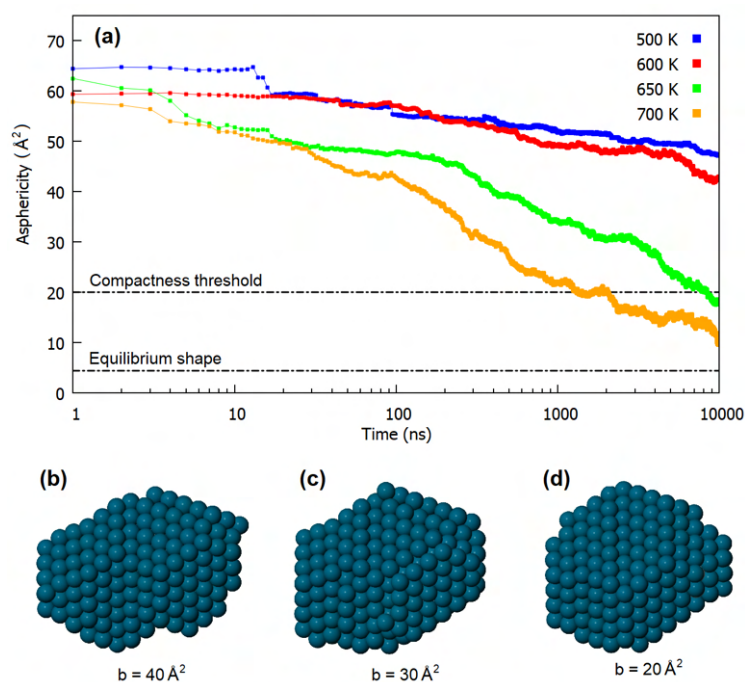 (a)
500 K
600 K
650 K
700 K
Asphericity (Å²)
70
60
50
40
30
20
10
0
Compactness threshold
Equilibrium shape
1 10 100 1000 10000
Time (ns)
(b) (c) (d)
b = 40 Å² b = 30 Å² b = 20 Å²